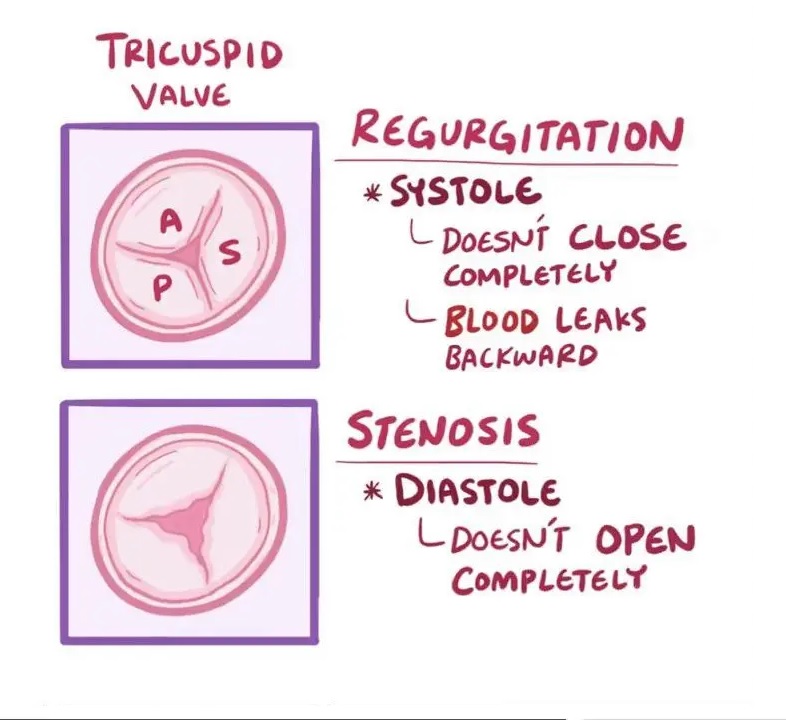 TRICUSPID
VALVE
A
S
P
REGURGITATION
* SYSTOLE
DOESN'T CLOSE
COMPLETELY
BLOOD LEAKS
BACKWARD
STENOSIS
* DIASTOLE
DOESN'T OPEN
COMPLETELY